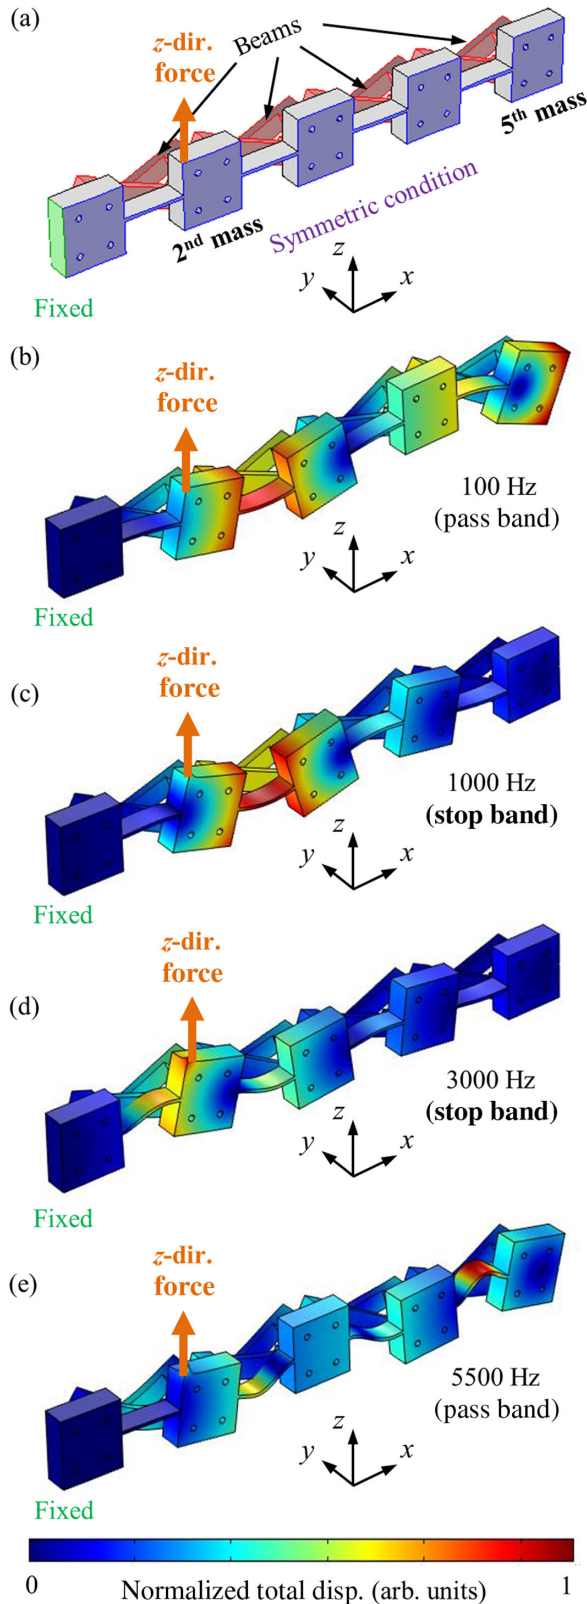 (a)
Beams
z-dir.
force
5th mass
2nd mass
Symmetric condition
z
y
x
Fixed
(b)
z-dir.
force
100 Hz
(pass band)
z
y
x
Fixed
(c)
z-dir.
force
1000 Hz
(stop band)
z
y
x
Fixed
(d)
z-dir.
force
3000 Hz
(stop band)
z
y
x
Fixed
(e)
z-dir.
force
5500 Hz
(pass band)
z
y
x
Fixed
0 Normalized total disp. (arb. units) 1